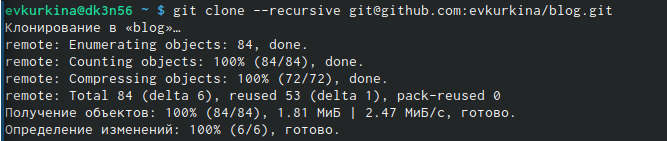 evkurkina@dk3n56 ~ $ git clone --recursive git@github.com:evkurkina/blog.git
Клонирование в «blog»…
remote: Enumerating objects: 84, done.
remote: Counting objects: 100% (84/84), done.
remote: Compressing objects: 100% (72/72), done.
remote: Total 84 (delta 6), reused 53 (delta 1), pack-reused 0
Получение объектов: 100% (84/84), 1.81 МиБ | 2.47 МиБ/с, готово.
Определение изменений: 100% (6/6), готово.